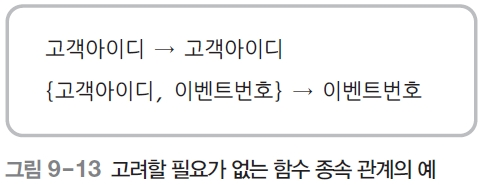 고객아이디 → 고객아이디
{고객아이디, 이벤트번호} → 이벤트번호
그림 9-13 고려할 필요가 없는 함수 종속 관계의 예